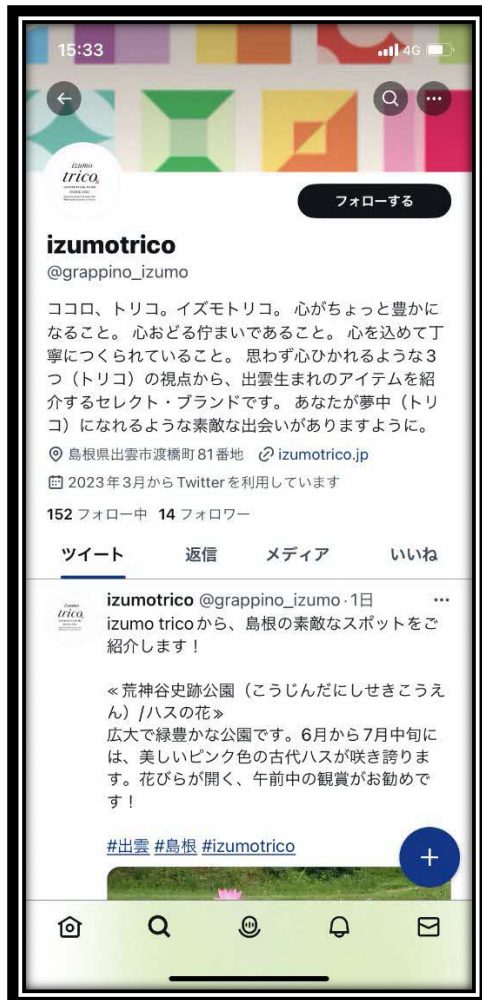 15:33
4G
izumo
trico
フォローする
izumotrico
@grappino_izumo
ココロ、トリコ。イズモトリコ。 心がちょっと豊かに
なること。 心おどる佇まいであること。 心を込めて丁
寧につくられていること。 思わず心ひかれるような3
つ（トリコ）の視点から、出雲生まれのアイテムを紹
介するセレクト・ブランドです。 あなたが夢中（トリ
コ）になれるような素敵な出会いがありますように。
島根県出雲市渡橋町81番地 izumotrico.jp
2023年3月からTwitterを利用しています
152 フォロー中 14 フォロワー
ツイート 返信 メディア いいね
izumo
trico
izumotrico @grappino_izumo・1日
izumo tricoから、島根の素敵なスポットをご
紹介します！
≪荒神谷史跡公園（こうじんだにしせきこうえ
ん）/ハスの花≫
広大で緑豊かな公園です。6月から7月中旬に
は、美しいピンク色の古代ハスが咲き誇りま
す。花びらが開く、午前中の観賞がお勧めで
す！
#出雲 #島根 #izumotrico